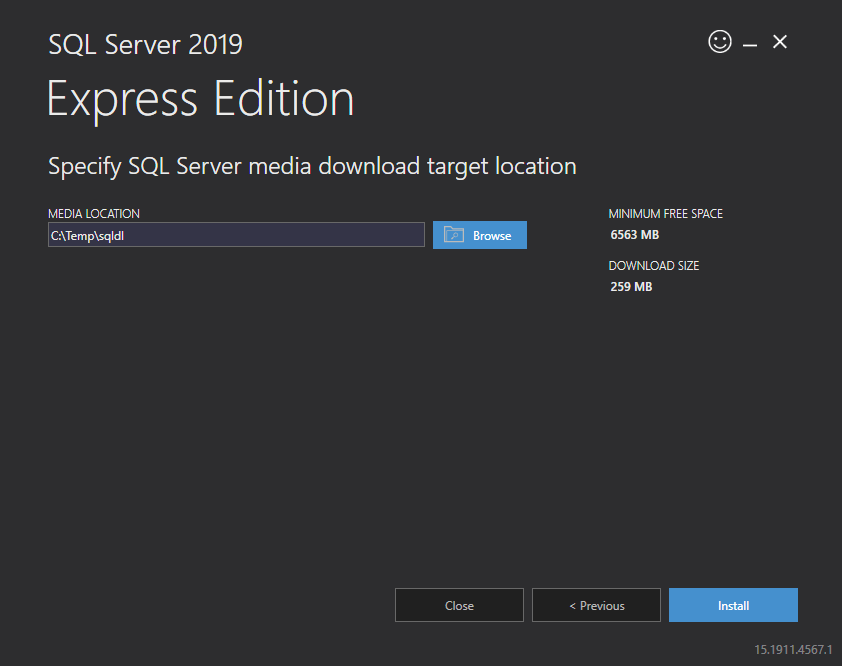 SQL Server 2019
Express Edition
Specify SQL Server media download target location
MEDIA LOCATION
C:\Temp\sqldl
Browse
MINIMUM FREE SPACE
6563 MB
DOWNLOAD SIZE
259 MB
Close
< Previous
Install
15.1911.4567.1